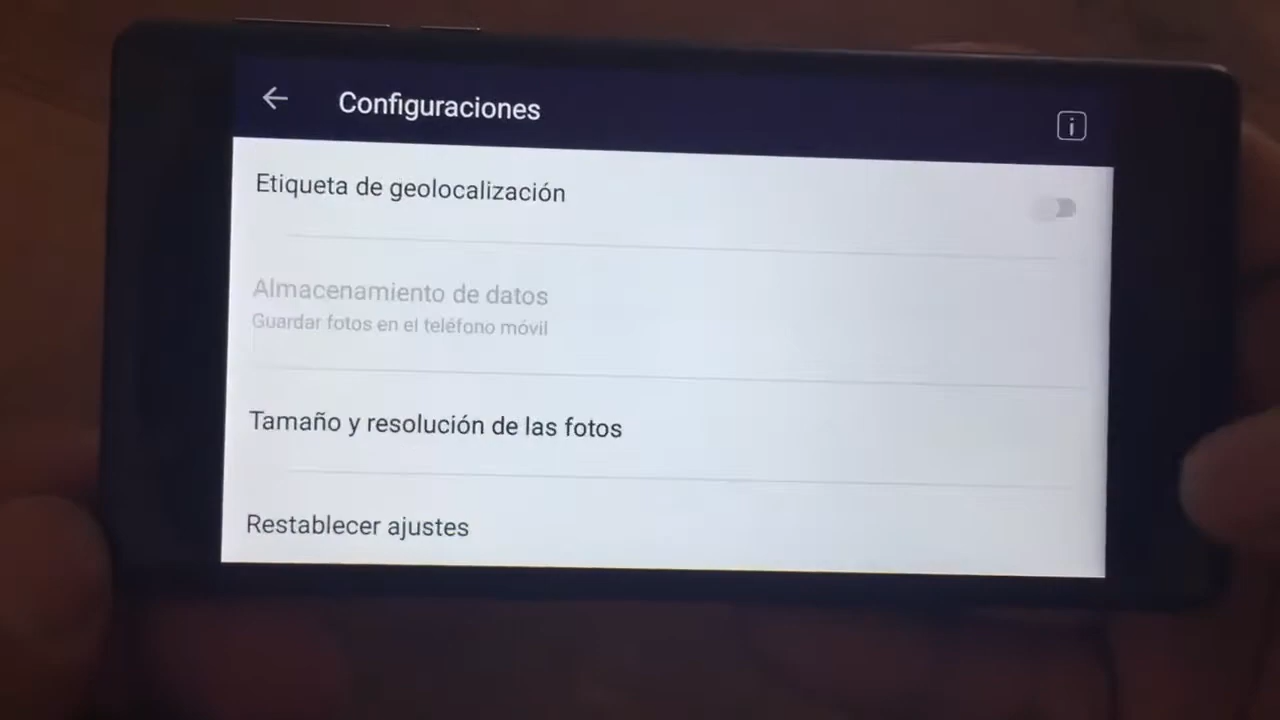 Configuraciones
i
Etiqueta de geolocalización
Almacenamiento de datos
Guardar fotos en el teléfono móvil
Tamaño y resolución de las fotos
Restablecer ajustes